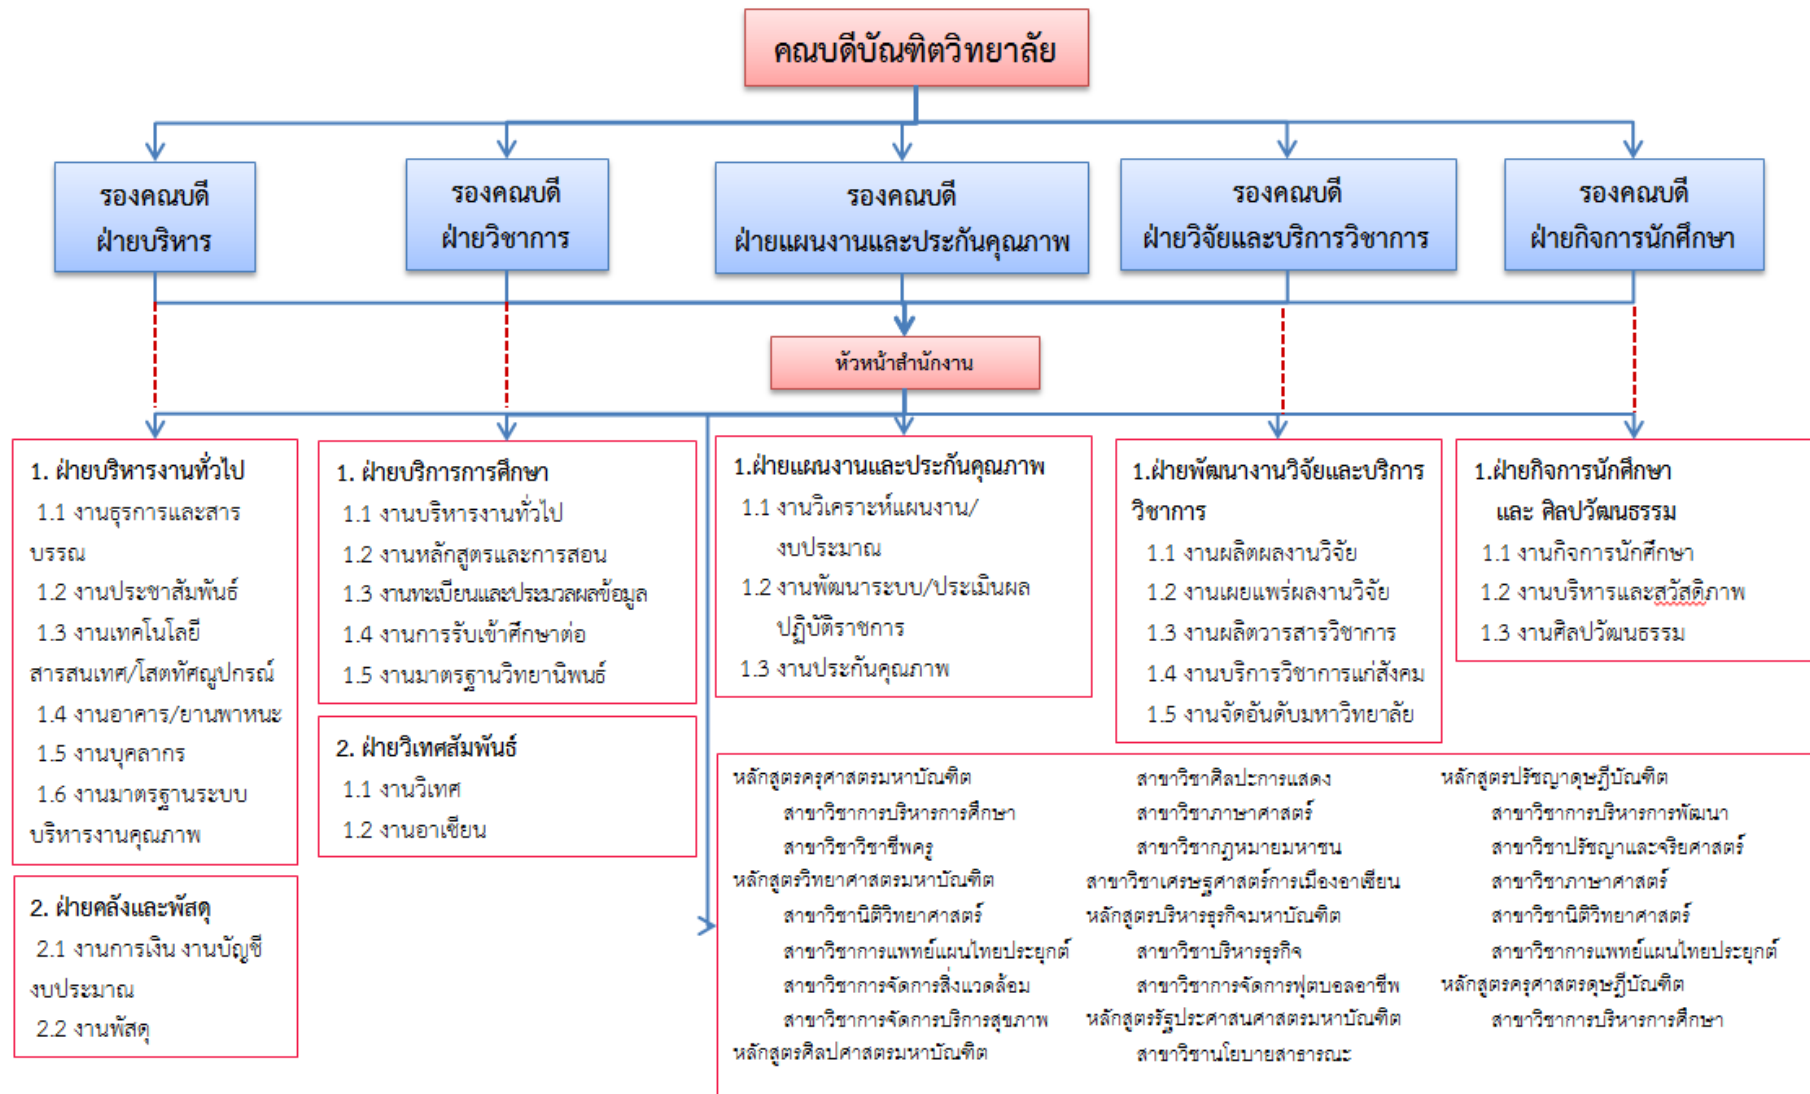 คณบดีบัณฑิตวิทยาลัย
รองคณบดี
ฝ่ายบริหาร
รองคณบดี
ฝ่ายวิชาการ
รองคณบดี
ฝ่ายแผนงานและประกันคุณภาพ
รองคณบดี
ฝ่ายวิจัยและบริการวิชาการ
รองคณบดี
ฝ่ายกิจการนักศึกษา
หัวหน้าสำนักงาน
1. ฝ่ายบริหารงานทั่วไป
1.1 งานธุรการและสาร
บรรณ
1.2 งานประชาสัมพันธ์
1.3 งานเทคโนโลยี
สารสนเทศ/โสตทัศณูปกรณ์
1.4 งานอาคาร/ยานพาหนะ
1.5 งานบุคลากร
1.6 งานมาตรฐานระบบ
บริหารงานคุณภาพ
2. ฝ่ายคลังและพัสดุ
2.1 งานการเงิน งานบัญชี
งบประมาณ
2.2 งานพัสดุ
1. ฝ่ายบริการการศึกษา
1.1 งานบริหารงานทั่วไป
1.2 งานหลักสูตรและการสอน
1.3 งานทะเบียนและประมวลผลข้อมูล
1.4 งานการรับเข้าศึกษาต่อ
1.5 งานมาตรฐานวิทยานิพนธ์
2. ฝ่ายวิเทศสัมพันธ์
1.1 งานวิเทศ
1.2 งานอาเซียน
1.ฝ่ายแผนงานและประกันคุณภาพ
1.1 งานวิเคราะห์แผนงาน/
งบประมาณ
1.2 งานพัฒนาระบบ/ประเมินผล
ปฏิบัติราชการ
1.3 งานประกันคุณภาพ
1.ฝ่ายพัฒนางานวิจัยและบริการ
วิชาการ
1.1 งานผลิตผลงานวิจัย
1.2 งานเผยแพร่ผลงานวิจัย
1.3 งานผลิตวารสารวิชาการ
1.4 งานบริการวิชาการแก่สังคม
1.5 งานจัดอันดับมหาวิทยาลัย
1.ฝ่ายกิจการนักศึกษา
และ ศิลปวัฒนธรรม
1.1 งานกิจการนักศึกษา
1.2 งานบริหารและสวัสดิภาพ
1.3 งานศิลปวัฒนธรรม
หลักสูตรครุศาสตรมหาบัณฑิต
สาขาวิชาการบริหารการศึกษา
สาขาวิชาวิชาชีพครู
หลักสูตรวิทยาศาสตรมหาบัณฑิต
สาขาวิชานิติวิทยาศาสตร์
สาขาวิชาการแพทย์แผนไทยประยุกต์
สาขาวิชาการจัดการสิ่งแวดล้อม
สาขาวิชาการจัดการบริการสุขภาพ
หลักสูตรศิลปศาสตรมหาบัณฑิต
สาขาวิชาศิลปะการแสดง
สาขาวิชาภาษาศาสตร์
สาขาวิชากฎหมายมหาชน
สาขาวิชาเศรษฐศาสตร์การเมืองอาเซียน
หลักสูตรบริหารธุรกิจมหาบัณฑิต
สาขาวิชาบริหารธุรกิจ
สาขาวิชาการจัดการฟุตบอลอาชีพ
หลักสูตรรัฐประศาสนศาสตรมหาบัณฑิต
สาขาวิชานโยบายสาธารณะ
หลักสูตรปรัชญาดุษฎีบัณฑิต
สาขาวิชาการบริหารการพัฒนา
สาขาวิชาปรัชญาและจริยศาสตร์
สาขาวิชาภาษาศาสตร์
สาขาวิชานิติวิทยาศาสตร์
สาขาวิชาการแพทย์แผนไทยประยุกต์
หลักสูตรครุศาสตรดุษฎีบัณฑิต
สาขาวิชาการบริหารการศึกษา